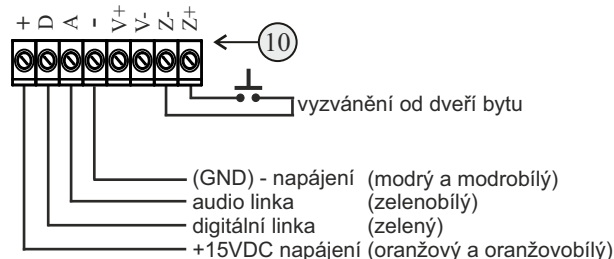 + D A - V+ V- Z- Z+
10
vyzvánění od dveří bytu
(GND) - napájení (modrý a modrobílý)
audio linka (zelenobílý)
digitální linka (zelený)
+15VDC napájení (oranžový a oranžovobílý)